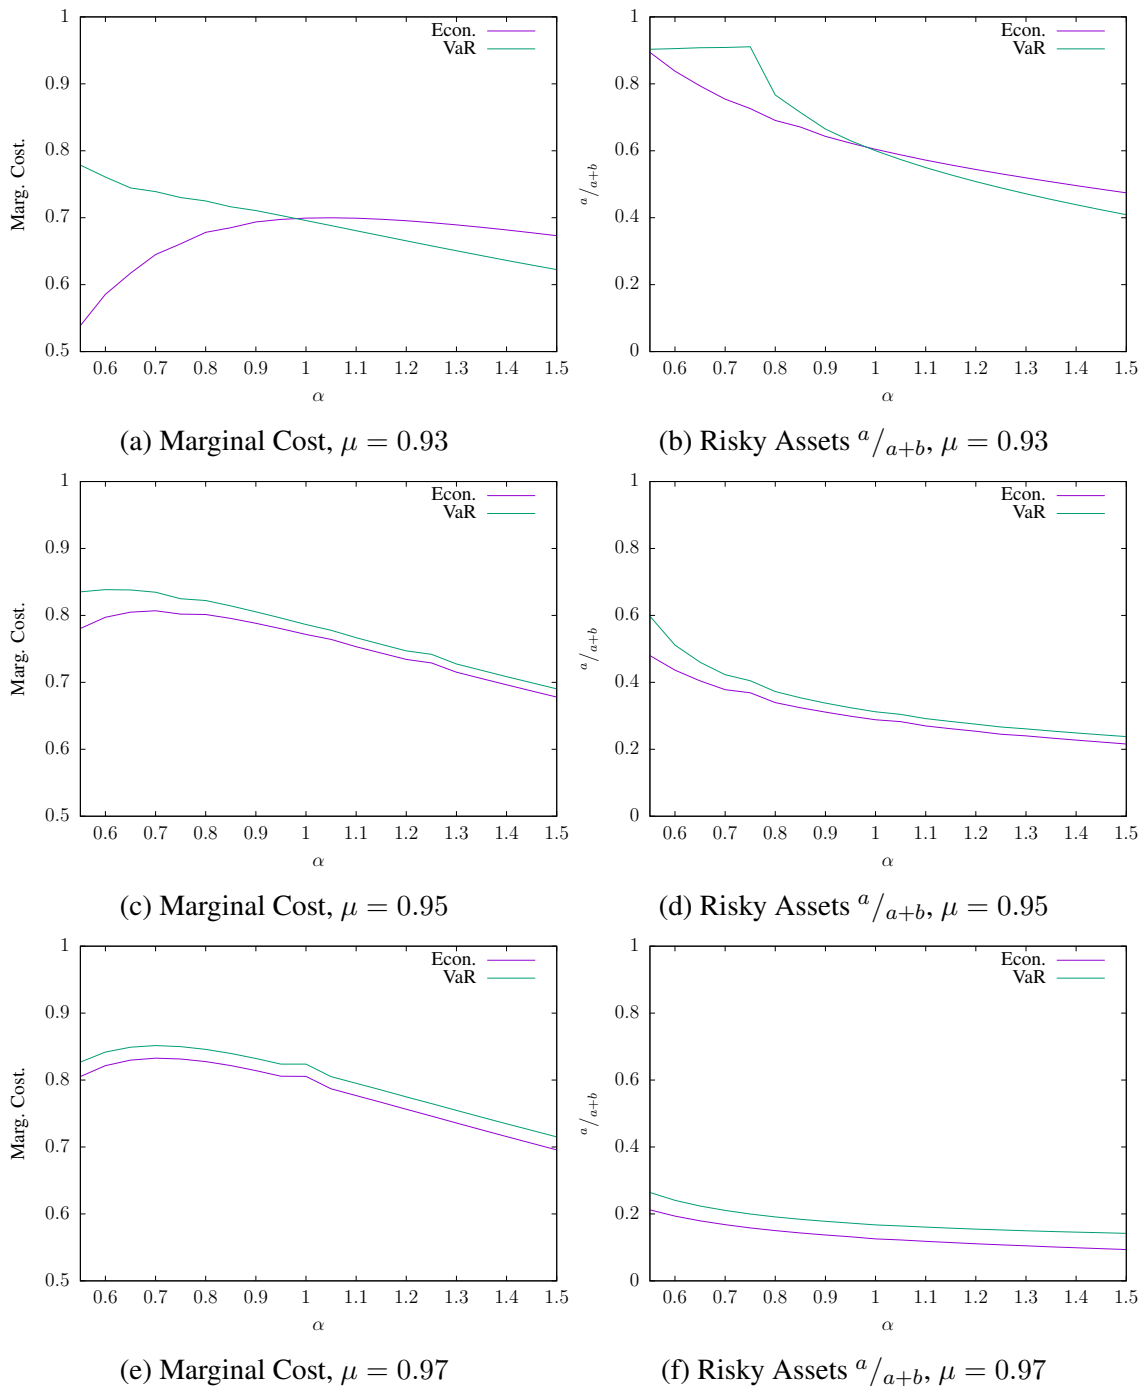 1
0.9
0.8
0.7
0.6
0.5
0.6 0.7 0.8 0.9 1 1.1 1.2 1.3 1.4 1.5
Marg. Cost.
α
Econ.
VaR
(a) Marginal Cost, μ = 0.93
1
0.8
0.6
0.4
0.2
0
0.6 0.7 0.8 0.9 1 1.1 1.2 1.3 1.4 1.5
a/a+b
α
Econ.
VaR
(b) Risky Assets a/a+b, μ = 0.93
1
0.9
0.8
0.7
0.6
0.5
0.6 0.7 0.8 0.9 1 1.1 1.2 1.3 1.4 1.5
Marg. Cost.
α
Econ.
VaR
(c) Marginal Cost, μ = 0.95
1
0.8
0.6
0.4
0.2
0
0.6 0.7 0.8 0.9 1 1.1 1.2 1.3 1.4 1.5
a/a+b
α
Econ.
VaR
(d) Risky Assets a/a+b, μ = 0.95
1
0.9
0.8
0.7
0.6
0.5
0.6 0.7 0.8 0.9 1 1.1 1.2 1.3 1.4 1.5
Marg. Cost.
α
Econ.
VaR
(e) Marginal Cost, μ = 0.97
1
0.8
0.6
0.4
0.2
0
0.6 0.7 0.8 0.9 1 1.1 1.2 1.3 1.4 1.5
a/a+b
α
Econ.
VaR
(f) Risky Assets a/a+b, μ = 0.97